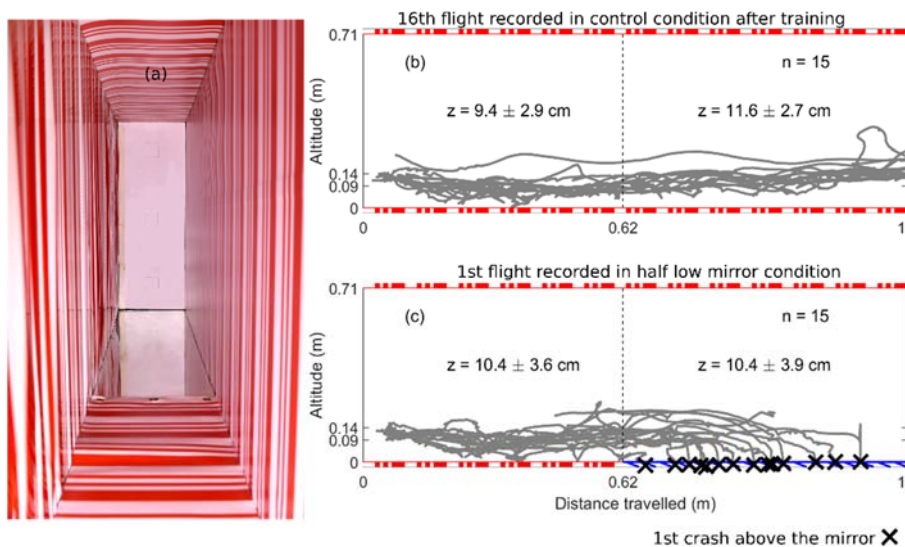 (a)
16th flight recorded in control condition after training
0.71
(b)
n = 15
z = 9.4 ± 2.9 cm
z = 11.6 ± 2.7 cm
Altitude (m)
0.14
0.09
0
0
0.62
1
1st flight recorded in half low mirror condition
0.71
(c)
n = 15
z = 10.4 ± 3.6 cm
z = 10.4 ± 3.9 cm
Altitude (m)
0.14
0.09
0
0
0.62
1
Distance travelled (m)
1st crash above the mirror ✕